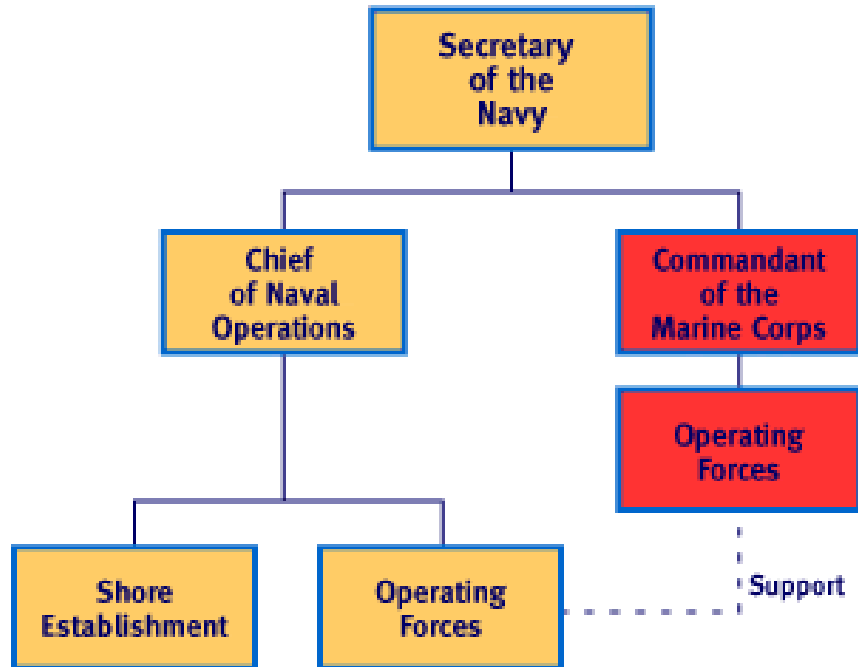 Secretary
of the
Navy
Chief
of Naval
Operations
Commandant
of the
Marine Corps
Operating
Forces
Shore
Establishment
Operating
Forces
Support